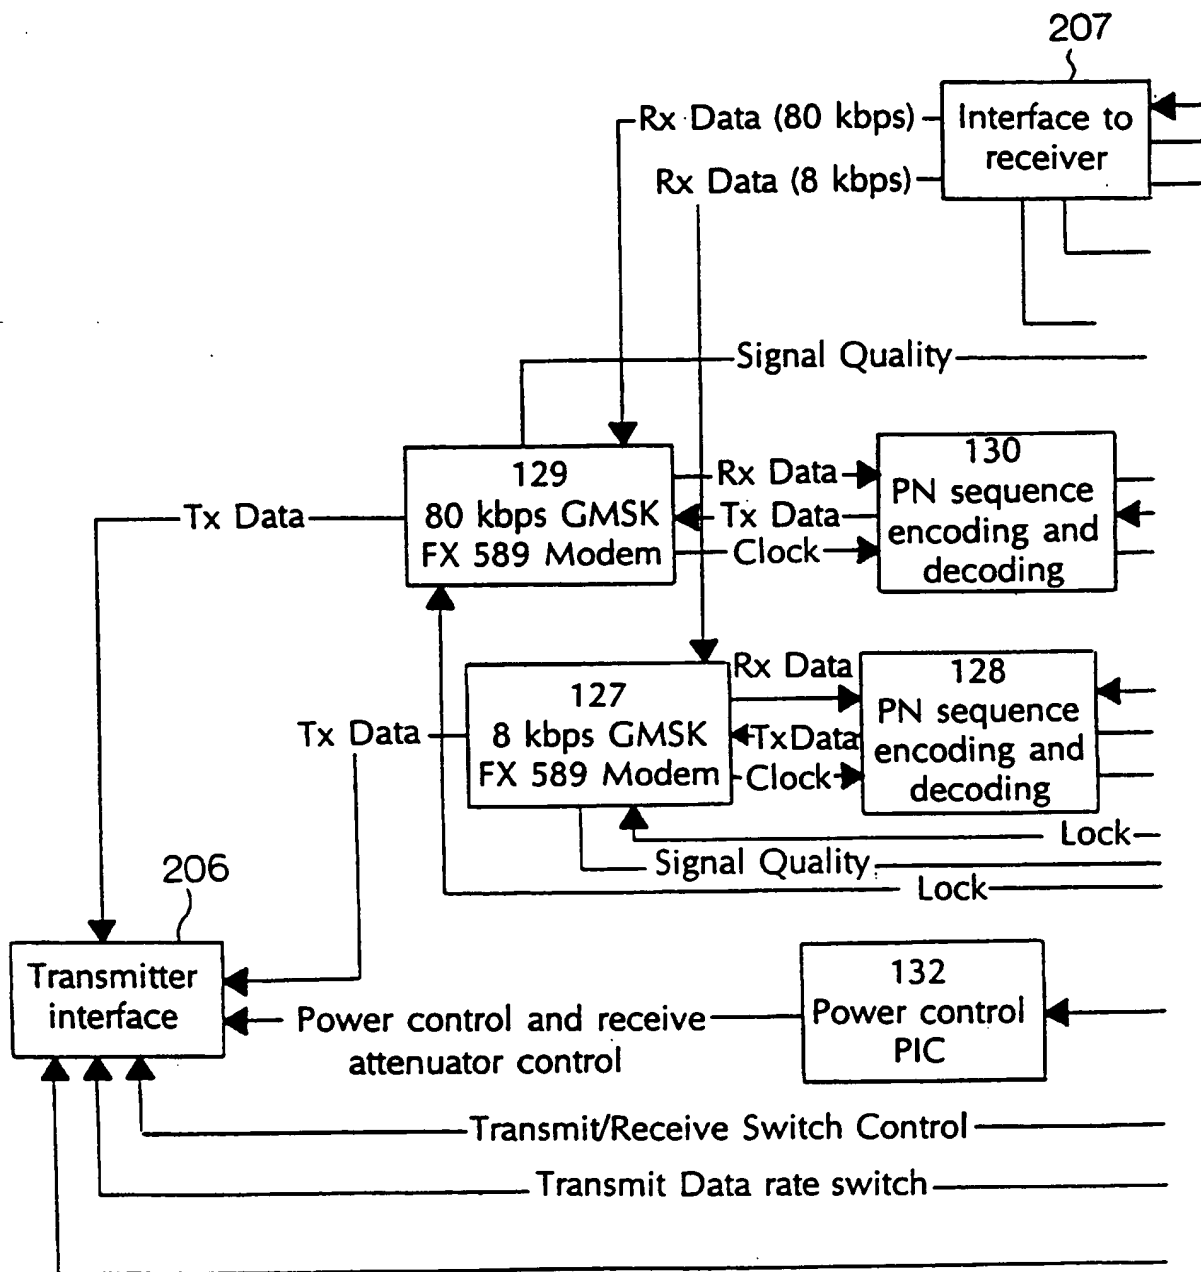 207
Rx Data (80 kbps)
Interface to
receiver
Rx Data (8 kbps)
Signal Quality
129
80 kbps GMSK
FX 589 Modem
Rx Data
Tx Data
Clock
130
PN sequence
encoding and
decoding
Tx Data
127
8 kbps GMSK
FX 589 Modem
Rx Data
TxData
Clock
128
PN sequence
encoding and
decoding
Tx Data
Lock
Signal Quality
Lock
206
Transmitter
interface
Power control and receive
attenuator control
132
Power control
PIC
Transmit/Receive Switch Control
Transmit Data rate switch